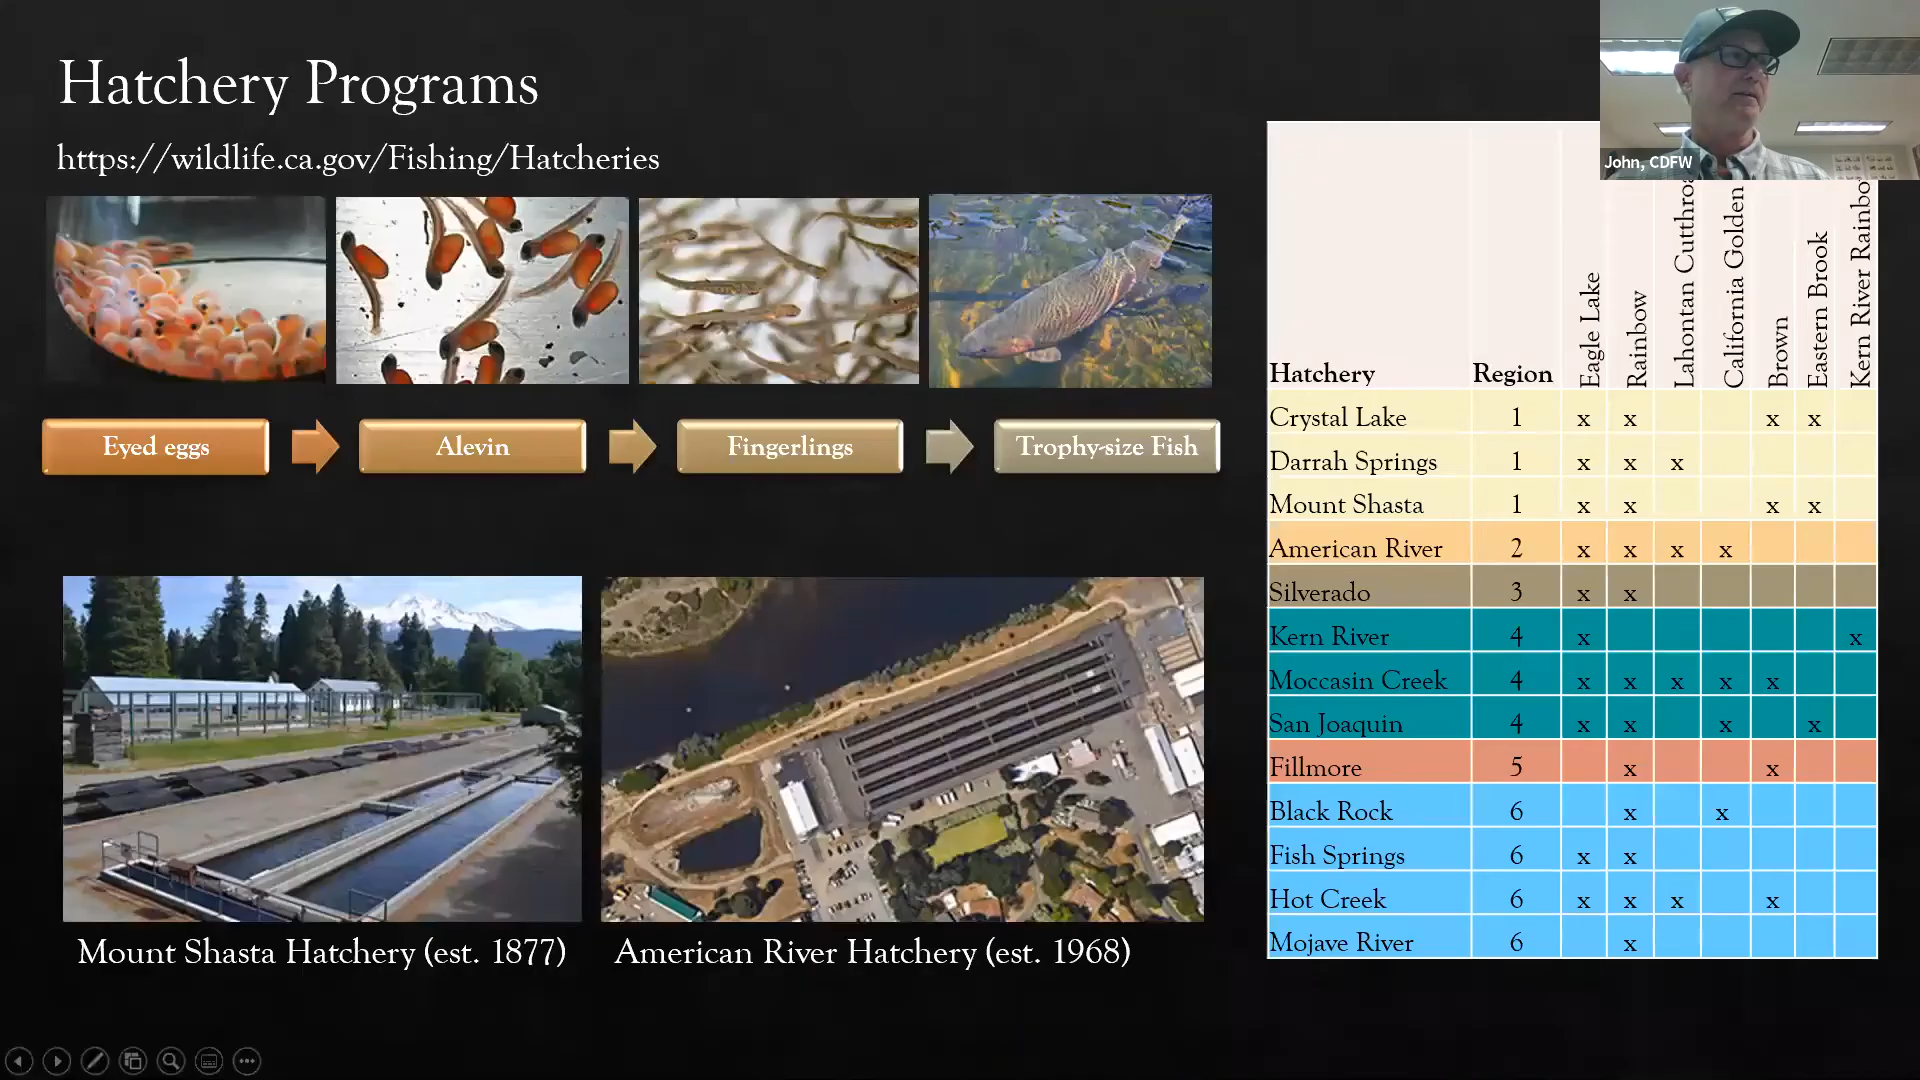 Hatchery Programs
https://wildlife.ca.gov/Fishing/Hatcheries
John, CDFW
Eyed eggs
Alevin
Fingerlings
Trophy-size Fish
Mount Shasta Hatchery (est. 1877)
American River Hatchery (est. 1968)
Hatchery Region Eagle Lake Rainbow Lahontan California Golden Brown Eastern Brook Kern River
Crystal Lake 1 x x x x
Darrah Springs 1 x x x
Mount Shasta 1 x x x x
American River 2 x x x x
Silverado 3 x x
Kern River 4 x x
Moccasin Creek 4 x x x x x
San Joaquin 4 x x x x
Fillmore 5 x x
Black Rock 6 x x
Fish Springs 6 x x
Hot Creek 6 x x x x
Mojave River 6 x